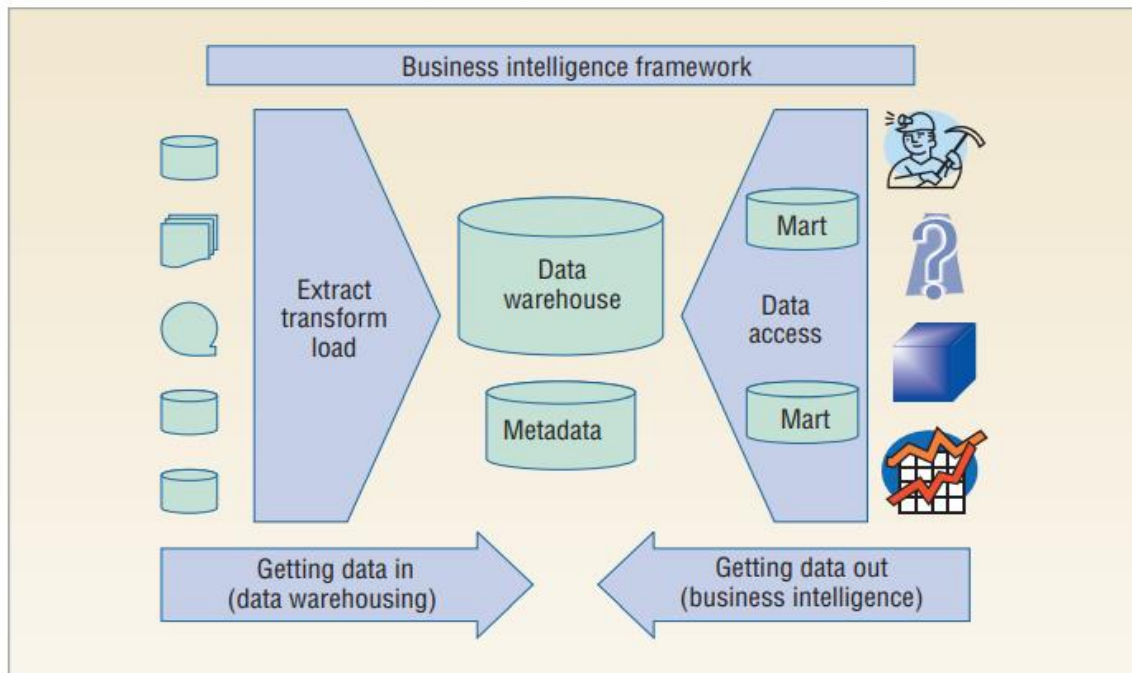 Business intelligence framework
Extract
transform
load
Data
warehouse
Metadata
Mart
Data
access
Mart
Getting data in
(data warehousing)
Getting data out
(business intelligence)